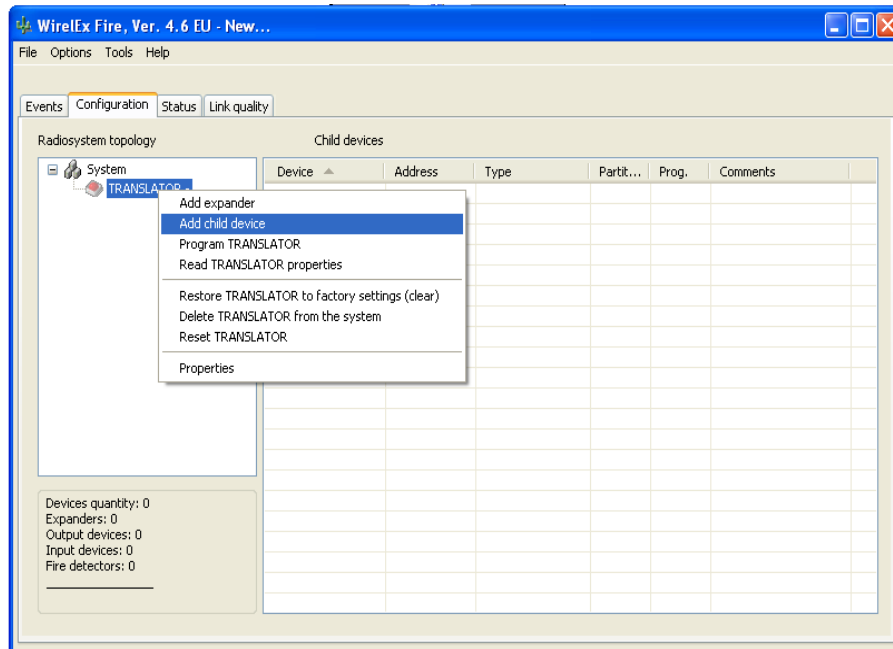 WirelEx Fire, Ver. 4.6 EU - New...
File Options Tools Help
Events Configuration Status Link quality
Radiosystem topology Child devices
System
TRANSLATOR -
Device Address Type Partit... Prog. Comments
Add expander
Add child device
Program TRANSLATOR
Read TRANSLATOR properties
Restore TRANSLATOR to factory settings (clear)
Delete TRANSLATOR from the system
Reset TRANSLATOR
Properties
Devices quantity: 0
Expanders: 0
Output devices: 0
Input devices: 0
Fire detectors: 0